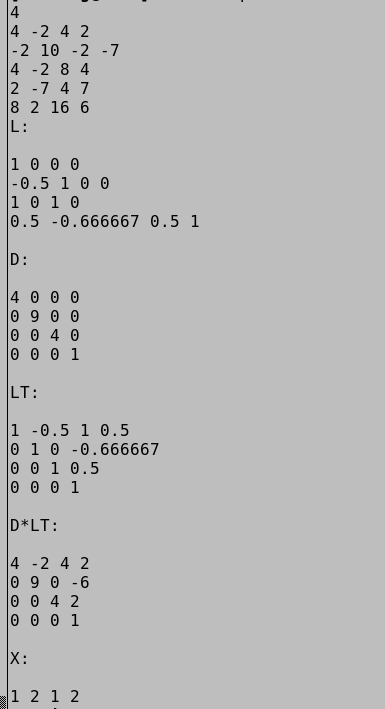 4
4 -2 4 2
-2 10 -2 -7
4 -2 8 4
2 -7 4 7
8 2 16 6
L:
1 0 0 0
-0.5 1 0 0
1 0 1 0
0.5 -0.666667 0.5 1
D:
4 0 0 0
0 9 0 0
0 0 4 0
0 0 0 1
LT:
1 -0.5 1 0.5
0 1 0 -0.666667
0 0 1 0.5
0 0 0 1
D*LT:
4 -2 4 2
0 9 0 -6
0 0 4 2
0 0 0 1
X:
1 2 1 2